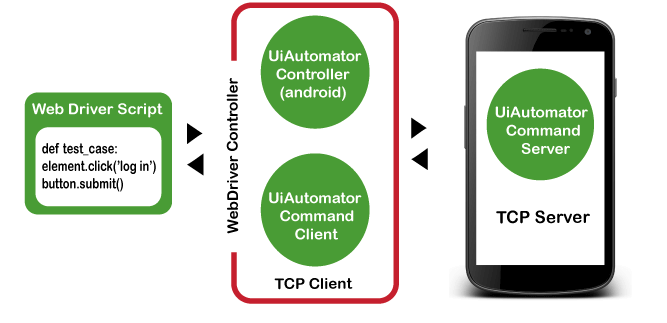 Web Driver Script
def test_case:
element.click('log in')
button.submit()
WebDriver Controller
UiAutomator
Controller
(android)
UiAutomator
Command
Client
TCP Client
UiAutomator
Command
Server
TCP Server